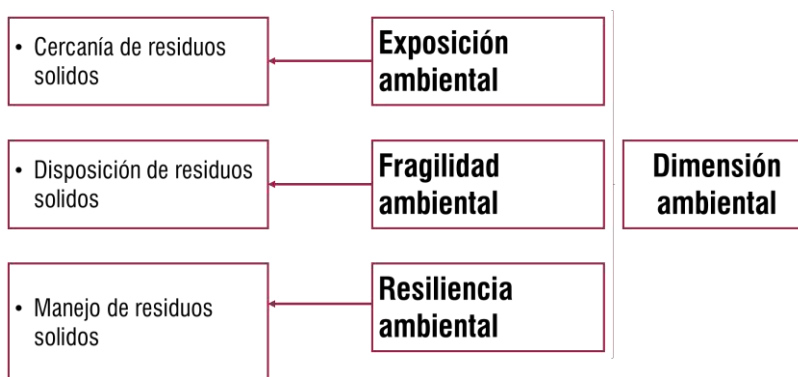 • Cercanía de residuos
solidos
Exposición
ambiental
• Disposición de residuos
solidos
Fragilidad
ambiental
Dimensión
ambiental
• Manejo de residuos
solidos
Resiliencia
ambiental